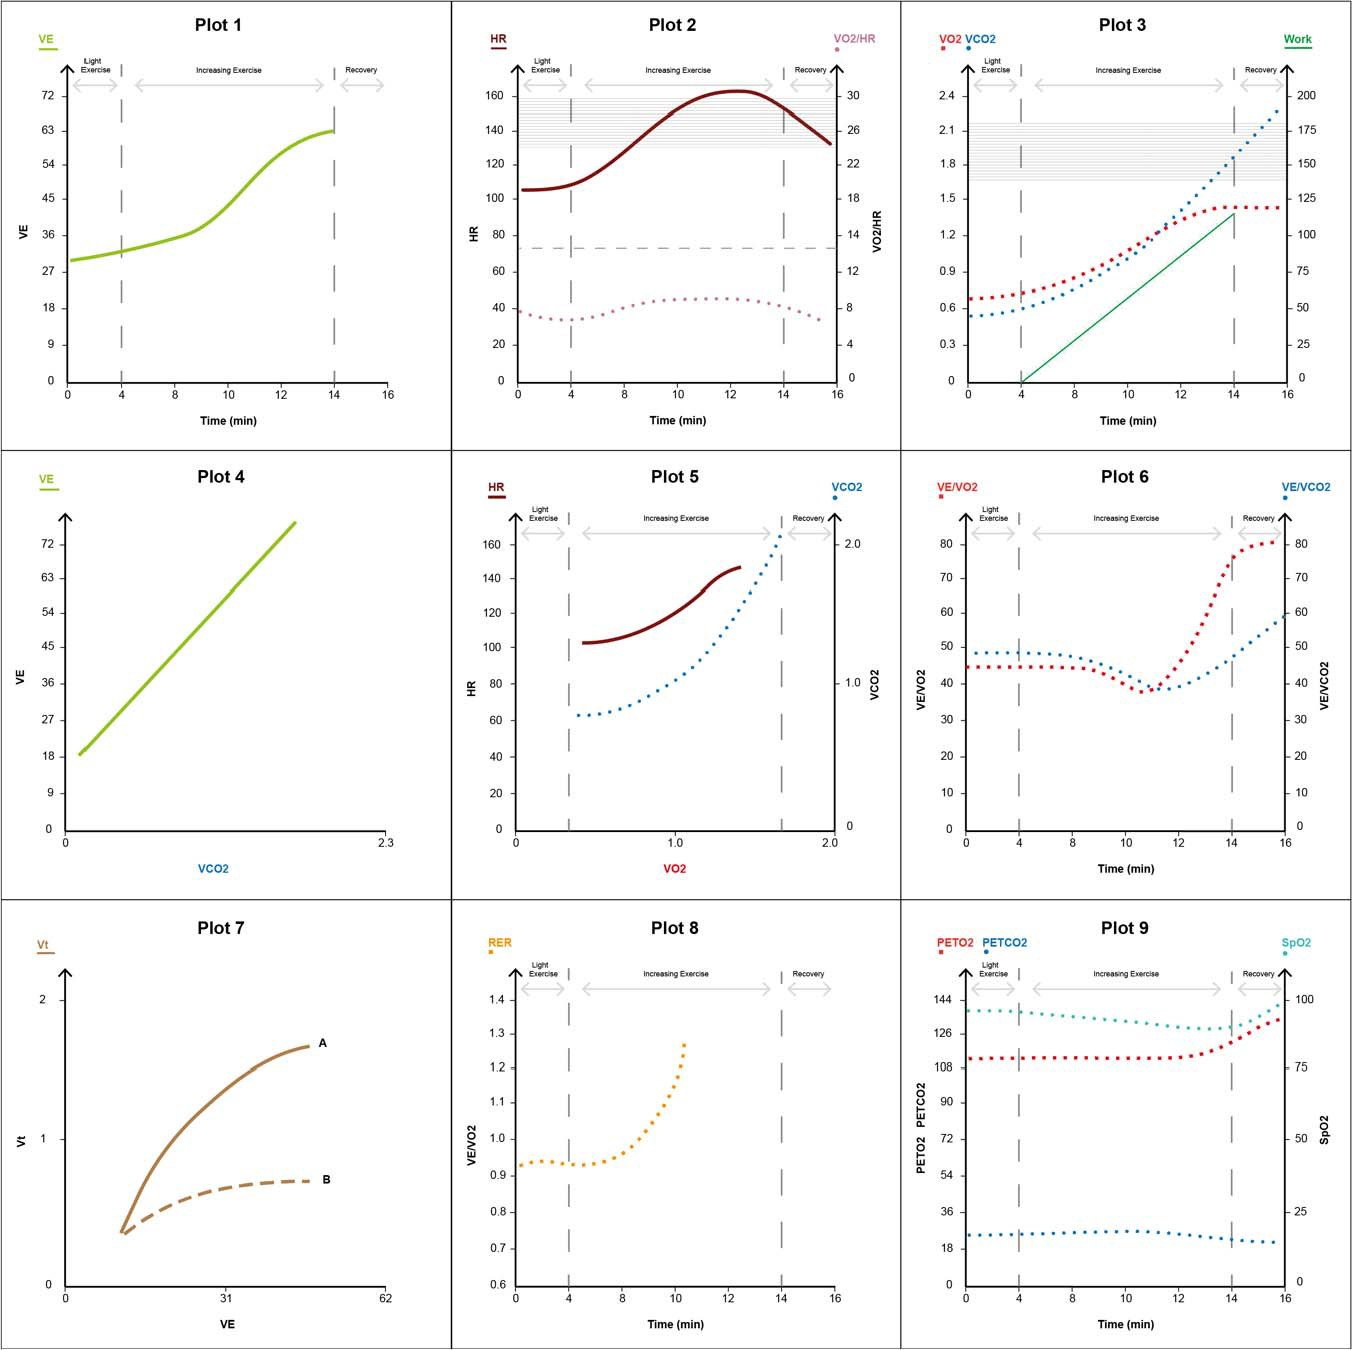 Plot 1
VE
Light
Exercise
Increasing Exercise
Recovery
72
63
54
45
36
27
18
9
0
VE
0 4 8 10 12 14 16
Time (min)
Plot 2
HR
VO2/HR
Light
Exercise
Increasing Exercise
Recovery
160
140
120
100
80
60
40
20
0
HR
30
26
22
18
14
12
8
4
0
VO2/HR
0 4 8 10 12 14 16
Time (min)
Plot 3
VO2 VCO2
Work
Light
Exercise
Increasing Exercise
Recovery
2.4
2.1
1.8
1.5
1.2
0.9
0.6
0.3
0
200
175
150
125
100
75
50
25
0
0 4 8 10 12 14 16
Time (min)
Plot 4
VE
72
63
54
45
36
27
18
9
0
VE
0 2.3
VCO2
Plot 5
HR
VCO2
Light
Exercise
Increasing Exercise
Recovery
160
140
120
100
80
60
40
20
0
HR
2.0
1.0
0
VCO2
0 1.0 2.0
VO2
Plot 6
VE/VO2
VE/VCO2
Light
Exercise
Increasing Exercise
Recovery
80
70
60
50
40
30
20
10
0
VE/VO2
80
70
60
50
40
30
20
10
0
VE/VCO2
0 4 8 10 12 14 16
Time (min)
Plot 7
Vt
2
1
0
Vt
A
B
0 31 62
VE
Plot 8
RER
Light
Exercise
Increasing Exercise
Recovery
1.4
1.3
1.2
1.1
1.0
0.9
0.8
0.7
0.6
VE/VO2
0 4 8 10 12 14 16
Time (min)
Plot 9
PETO2 PETCO2
SpO2
Light
Exercise
Increasing Exercise
Recovery
144
126
108
90
72
54
36
18
0
PETO2 PETCO2
100
75
50
25
0
SpO2
0 4 8 10 12 14 16
Time (min)